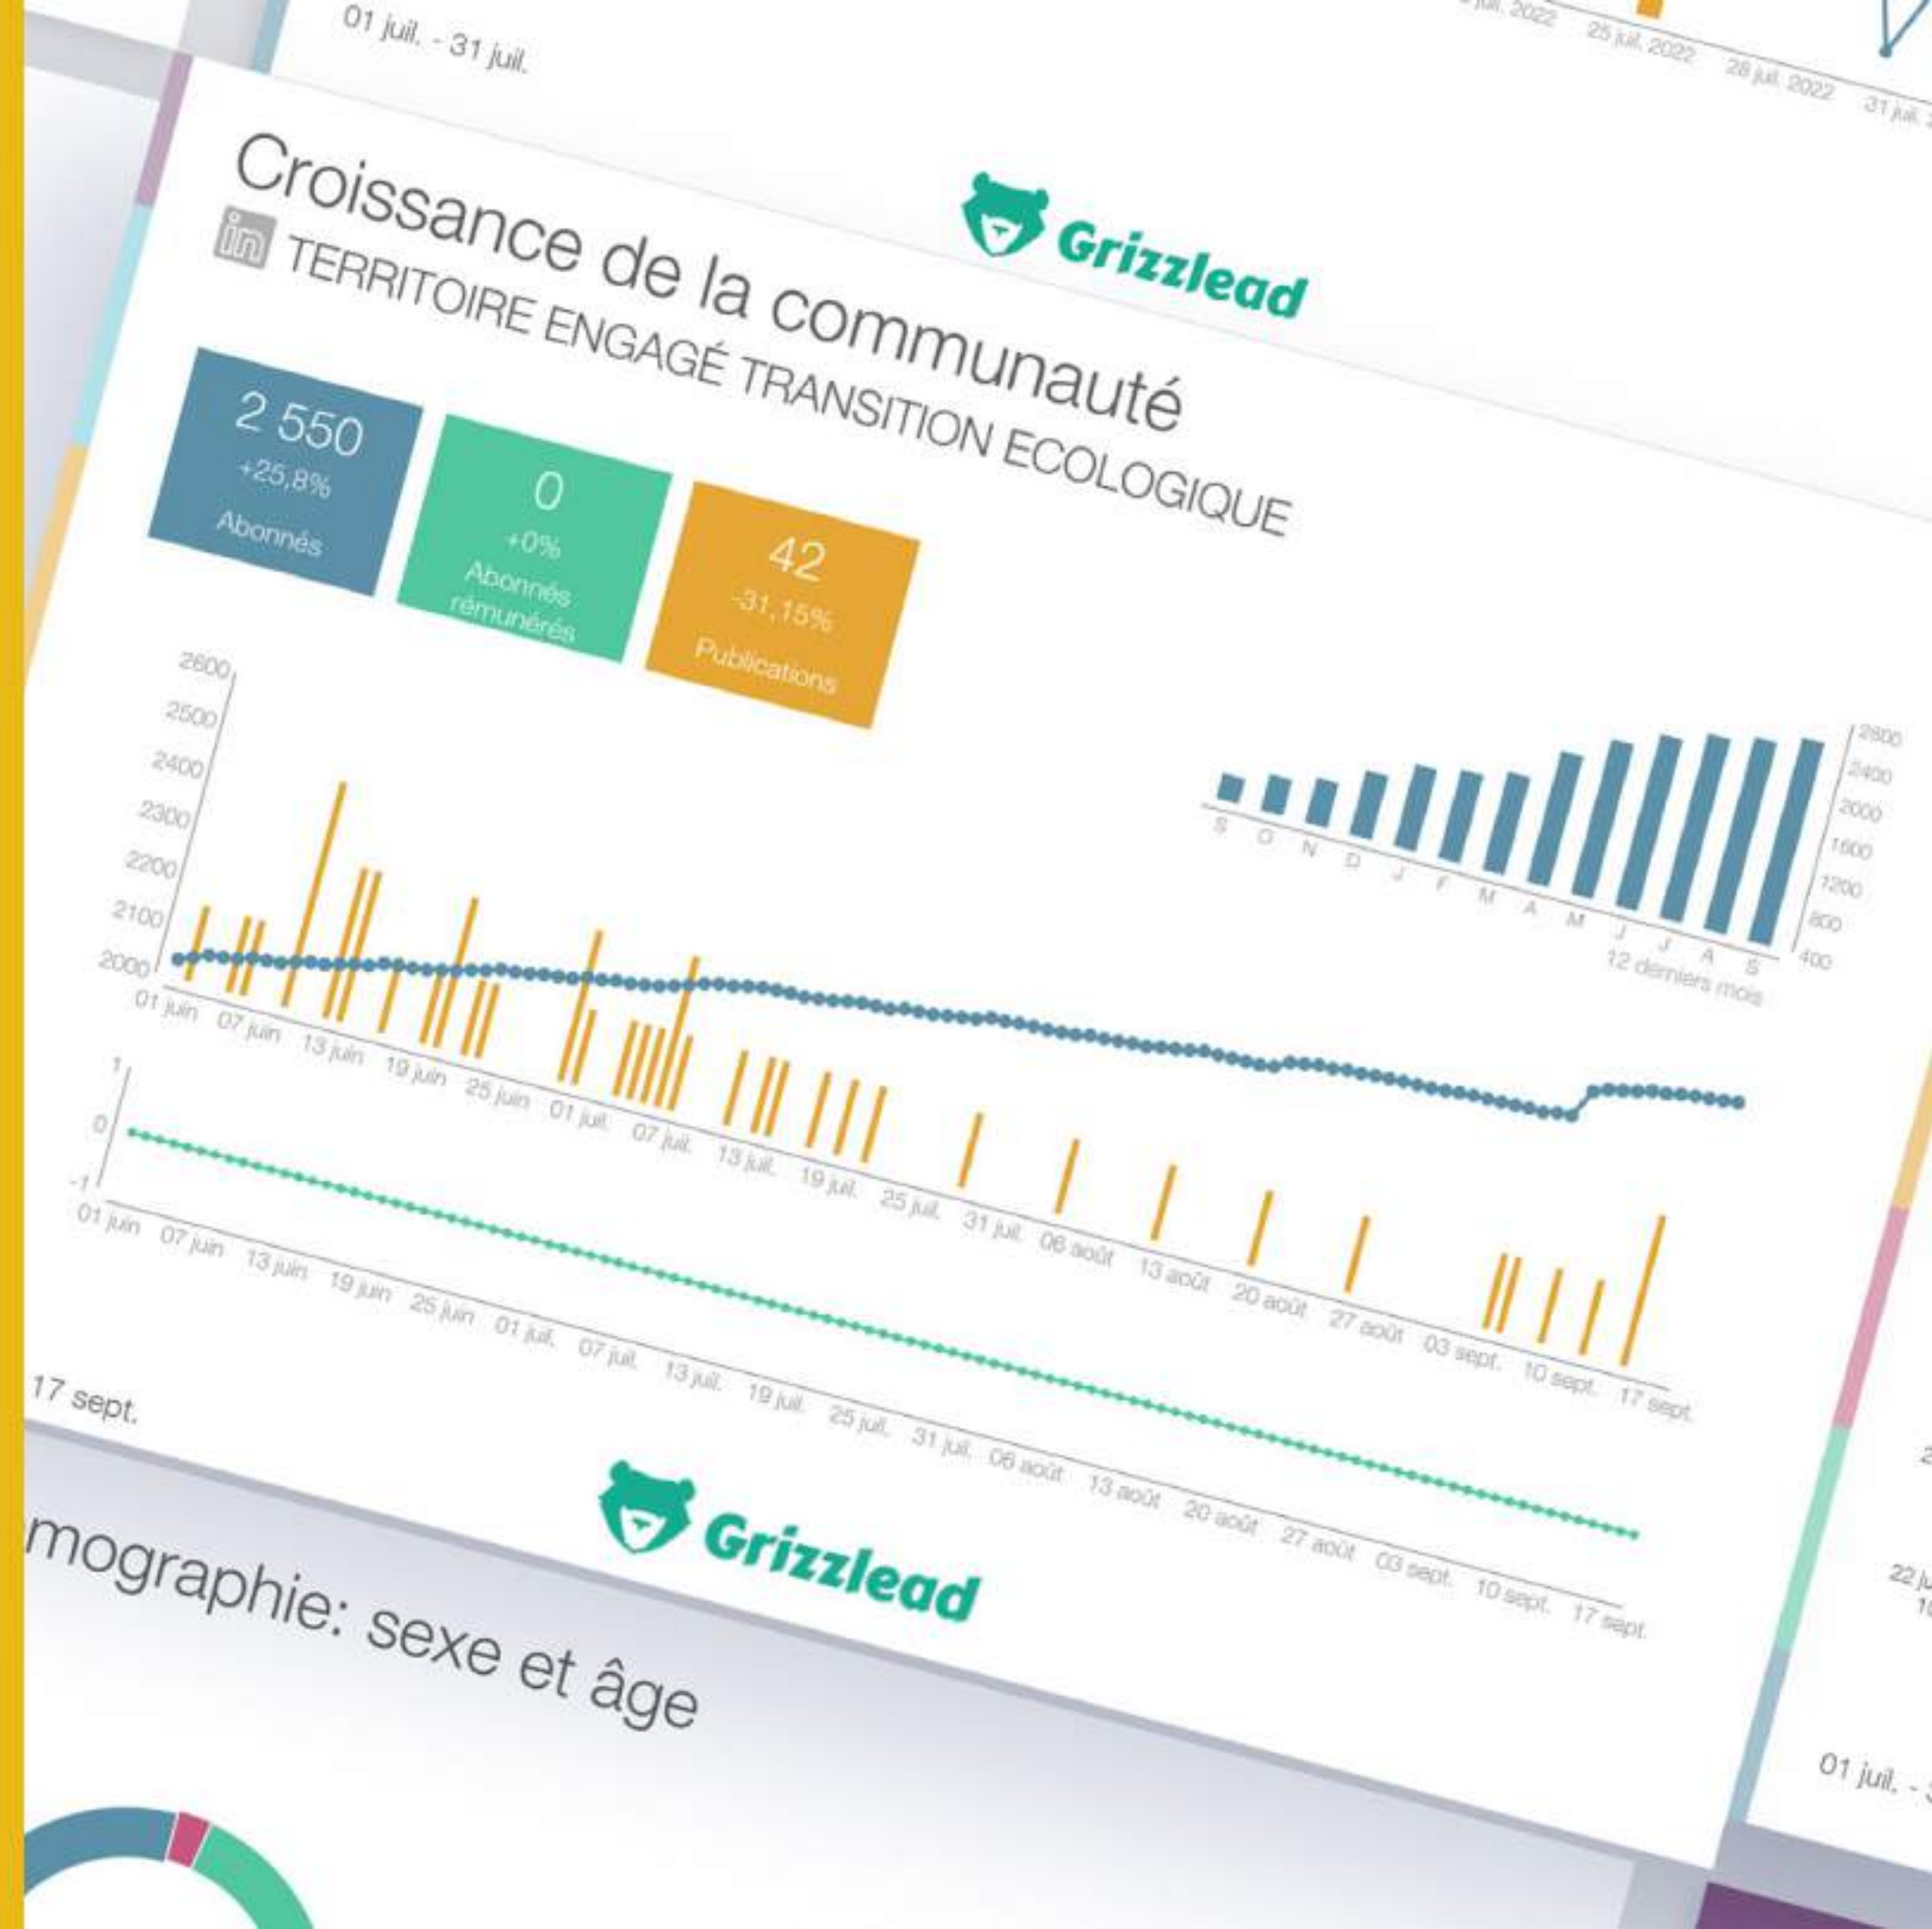 01 juil. - 31 juil.
25 juil. 2022
28 juil. 2022
31 juil.
Grizzlead
Croissance de la communauté
in TERRITOIRE ENGAGÉ TRANSITION ECOLOGIQUE
2 550
+25,8%
Abonnés
0
+0%
Abonnés
rémunérés
42
-31,15%
Publications
2600
2500
2400
2300
2200
2100
2000
01 juin 07 juin 13 juin 19 juin 25 juin 01 juil. 07 juil. 13 juil. 19 juil. 25 juil. 31 juil. 06 août 13 août 20 août 27 août 03 sept. 10 sept. 17 sept.
2800
2400
2000
1600
1200
800
400
S O N D J F M A M J J A S
12 derniers mois
1
0
-1
01 juin 07 juin 13 juin 19 juin 25 juin 01 juil. 07 juil. 13 juil. 19 juil. 25 juil. 31 juil. 06 août 13 août 20 août 27 août 03 sept. 10 sept. 17 sept.
17 sept.
Grizzlead
mographie: sexe et âge
01 juil. -